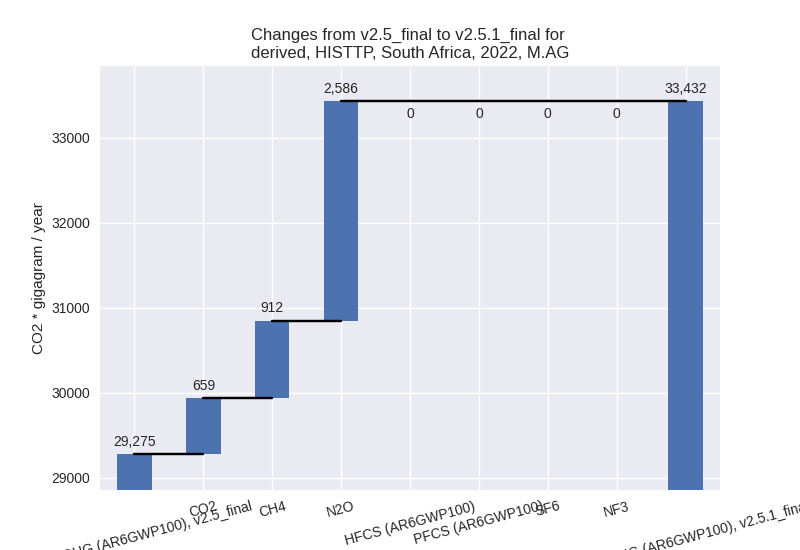 Changes from v2.5_final to v2.5.1_final for
derived, HISTTP, South Africa, 2022, M.AG
CO2 * gigagram / year
33000
32000
31000
30000
29000
29,275
659
912
2,586
0
0
0
0
33,432
(AR6GWP100), v2.5_final
CO2
CH4
N2O
HFCS (AR6GWP100)
PFCS (AR6GWP100)
SF6
NF3
(AR6GWP100), v2.5.1_fina